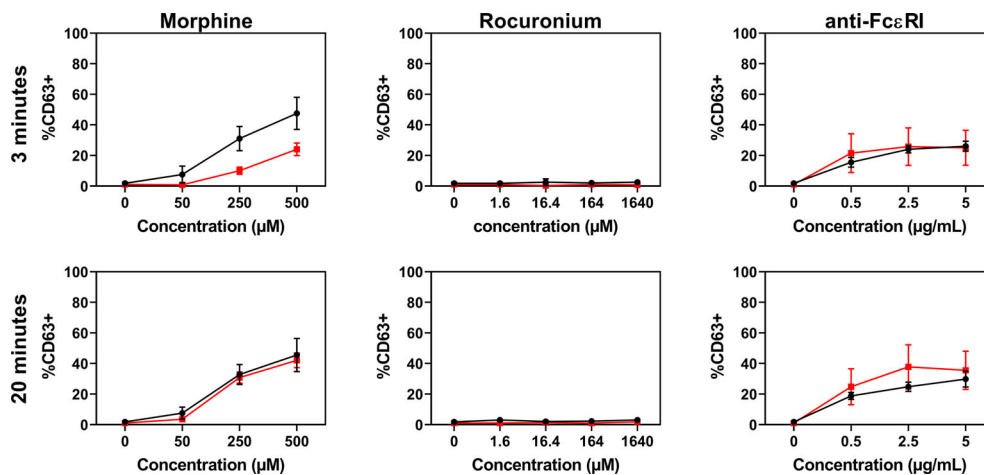 Morphine
Rocuronium
anti-FcεRI
3 minutes
%CD63+
100
80
60
40
20
0
0 50 250 500
Concentration (μM)
%CD63+
100
80
60
40
20
0
0 1.6 16.4 164 1640
concentration (μM)
%CD63+
100
80
60
40
20
0
0 0.5 2.5 5
Concentration (μg/mL)
20 minutes
%CD63+
100
80
60
40
20
0
0 50 250 500
Concentration (μM)
%CD63+
100
80
60
40
20
0
0 1.6 16.4 164 1640
Concentration (μM)
%CD63+
100
80
60
40
20
0
0 0.5 2.5 5
Concentration (μg/mL)